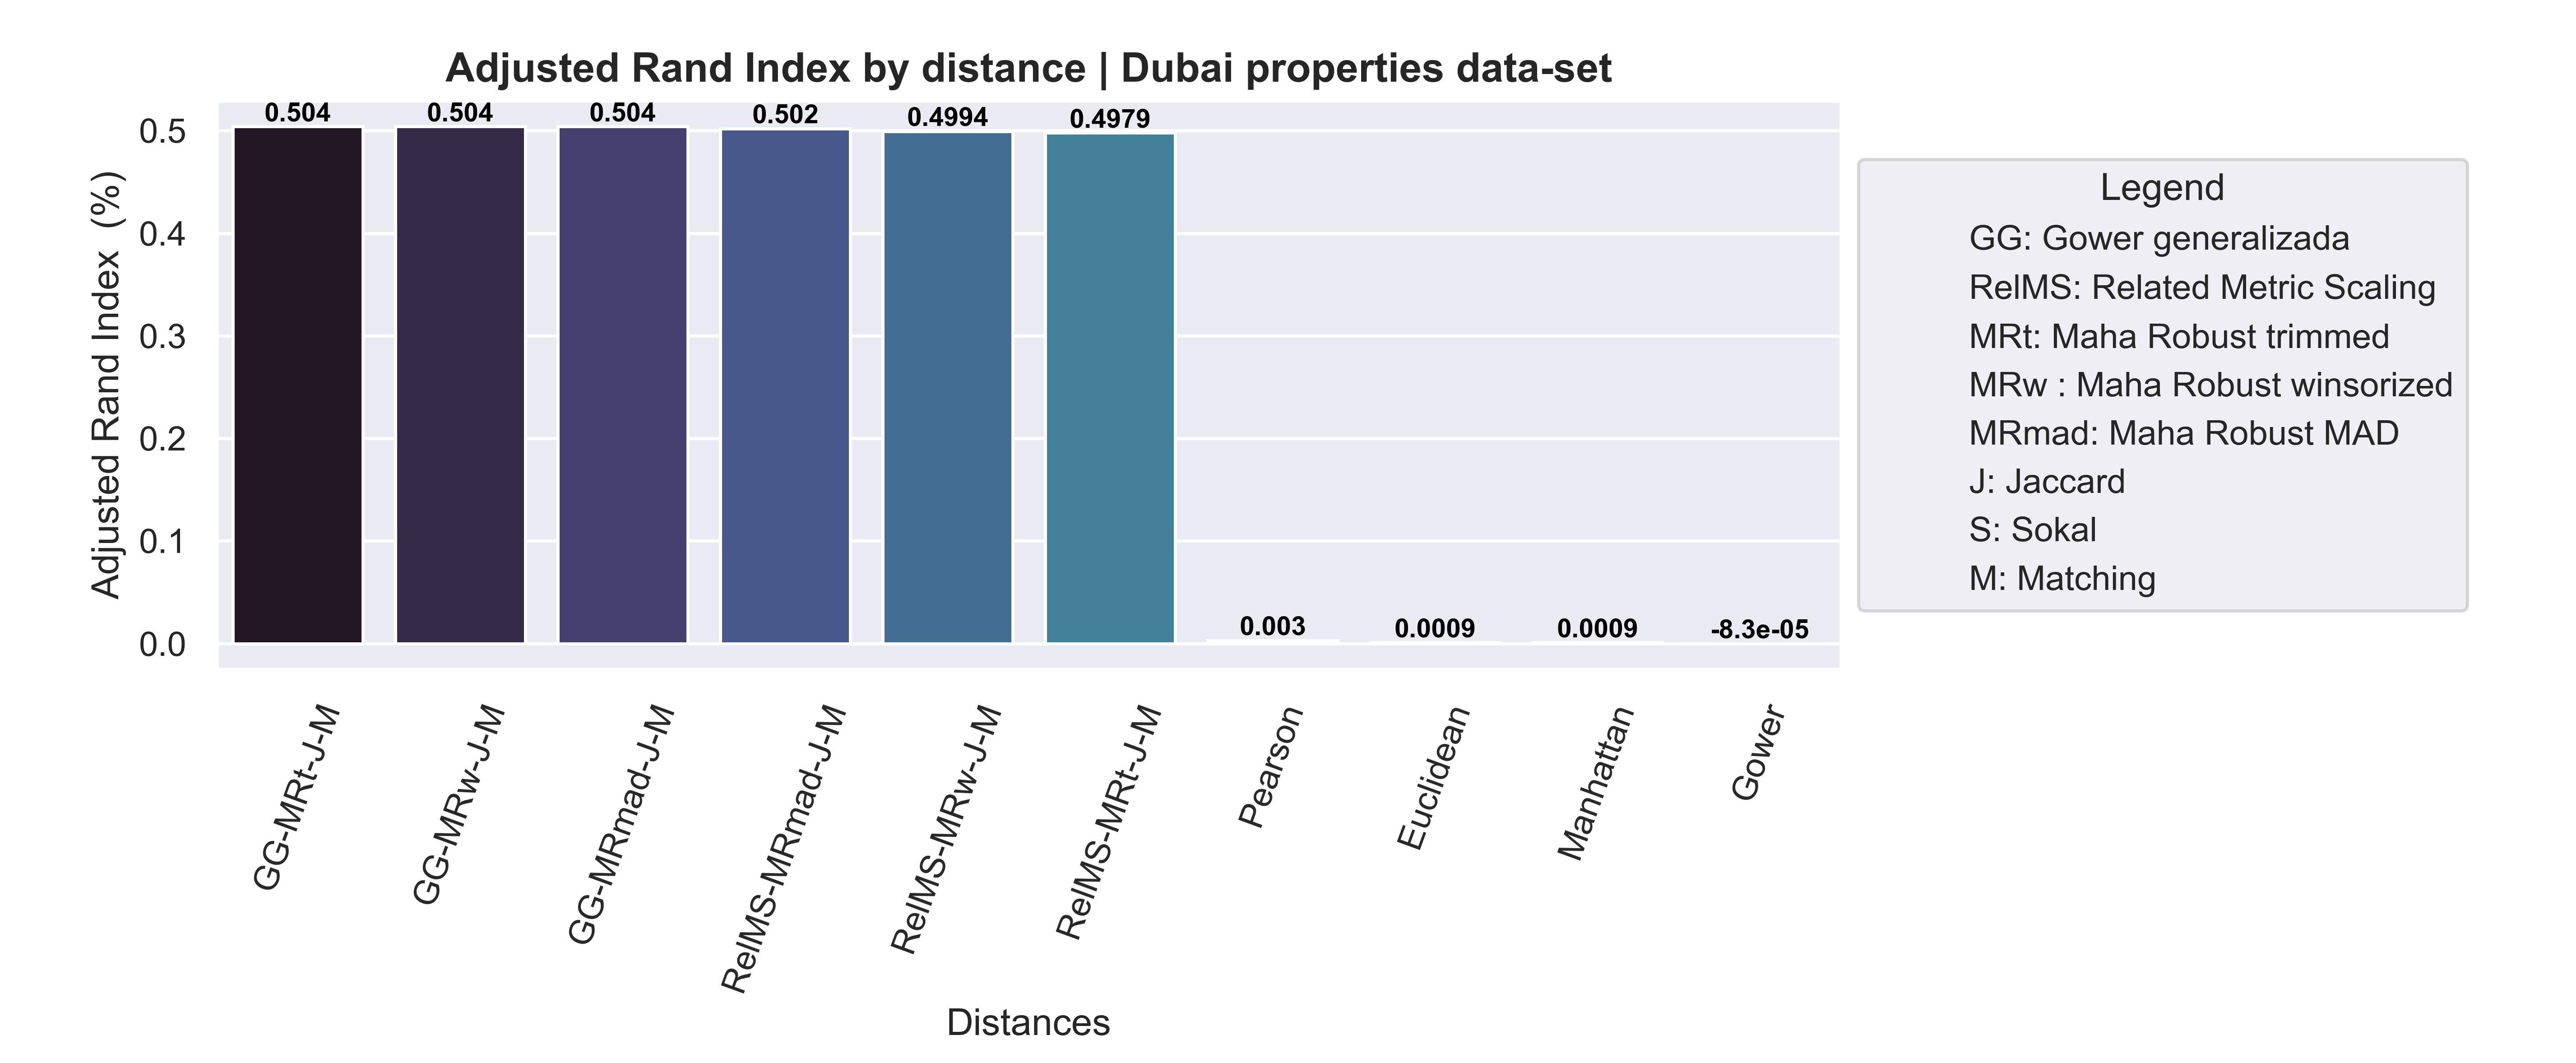 Adjusted Rand Index by distance | Dubai properties data-set
0.504
0.504
0.504
0.502
0.4994
0.4979
0.003
0.0009
0.0009
-8.3e-05
Adjusted Rand Index (%)
0.5
0.4
0.3
0.2
0.1
0.0
GG-MRt-J-M
GG-MRw-J-M
GG-MRmad-J-M
RelMS-MRmad-J-M
RelMS-MRw-J-M
RelMS-MRt-J-M
Pearson
Euclidean
Manhattan
Gower
Distances
Legend
GG: Gower generalizada
RelMS: Related Metric Scaling
MRt: Maha Robust trimmed
MRw : Maha Robust winsorized
MRmad: Maha Robust MAD
J: Jaccard
S: Sokal
M: Matching